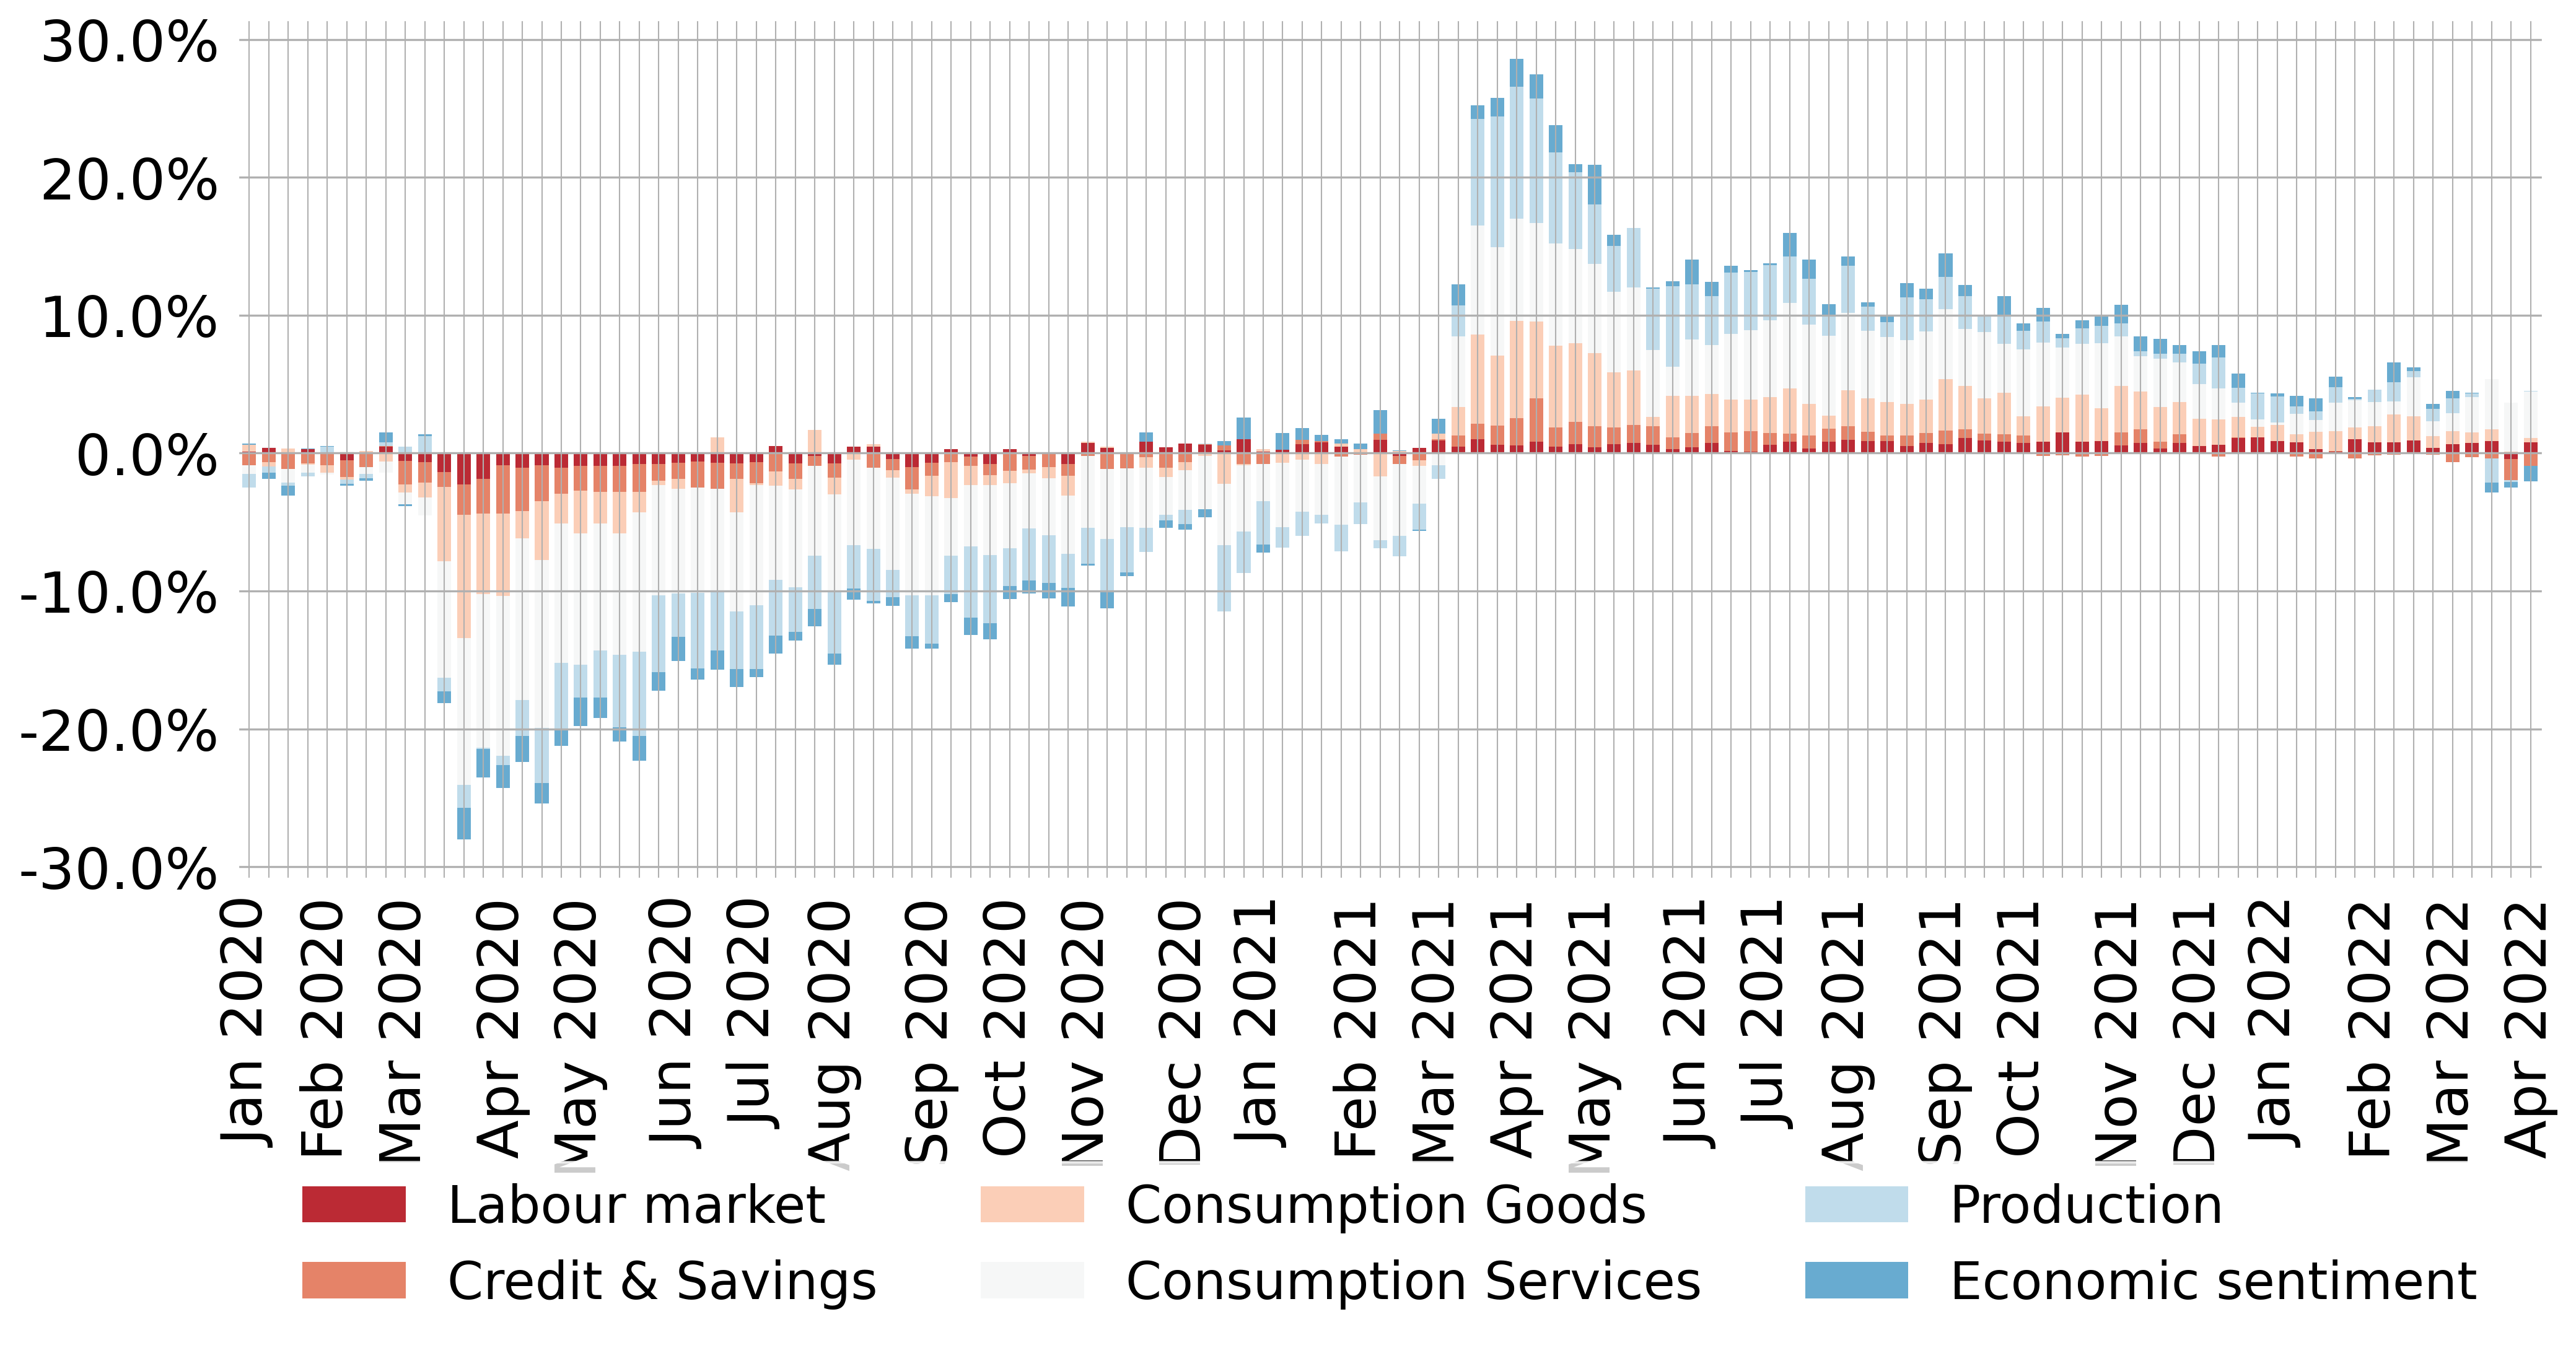 30.0%
20.0%
10.0%
0.0%
-10.0%
-20.0%
-30.0%
Jan 2020
Feb 2020
Mar 2020
Apr 2020
May 2020
Jun 2020
Jul 2020
Aug 2020
Sep 2020
Oct 2020
Nov 2020
Dec 2020
Jan 2021
Feb 2021
Mar 2021
Apr 2021
May 2021
Jun 2021
Jul 2021
Aug 2021
Sep 2021
Oct 2021
Nov 2021
Dec 2021
Jan 2022
Feb 2022
Mar 2022
Apr 2022
Labour market
Credit & Savings
Consumption Goods
Consumption Services
Production
Economic sentiment